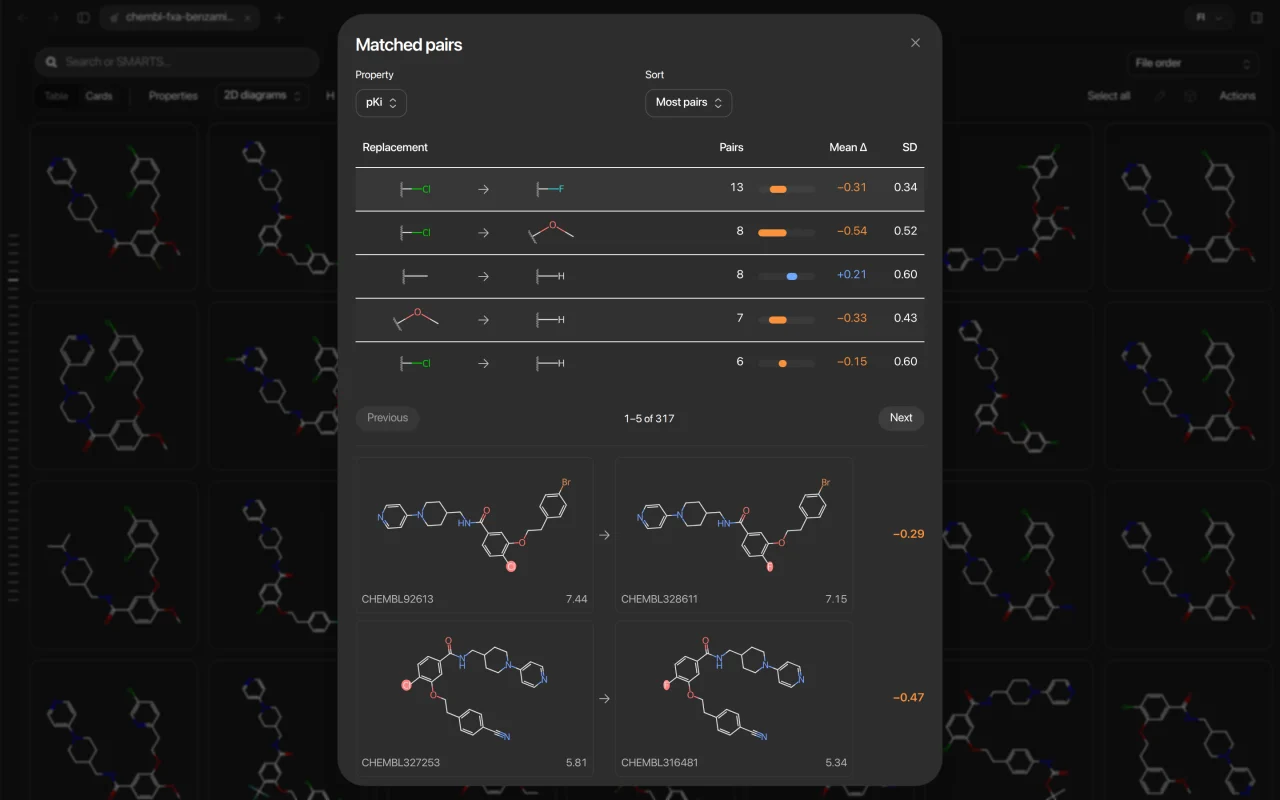 chembl-fxa-benzami...
FI
Matched pairs
Search or SMARTS...
File order
Property
Sort
pKi
Most pairs
Table
Cards
Properties
2D diagrams
H
Select all
Actions
Replacement
Pairs
Mean Δ
SD
Cl → F 13 −0.31 0.34
Cl → O 8 −0.54 0.52
→ H 8 +0.21 0.60
O → H 7 −0.33 0.43
Cl → H 6 −0.15 0.60
Previous
1–5 of 317
Next
N N HN O O Br
→
N N HN O O Br F
−0.29
CHEMBL92613 7.44
CHEMBL328611 7.15
O N H N N O N
→
O N H N N F O N
−0.47
CHEMBL327253 5.81
CHEMBL316481 5.34